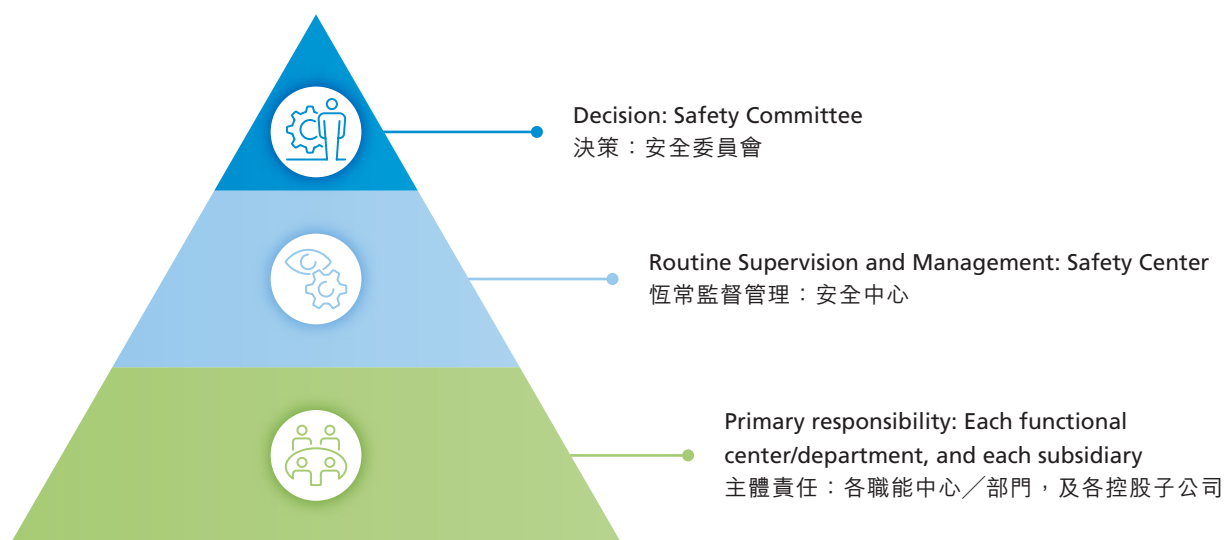 Decision: Safety Committee
決策：安全委員會
Routine Supervision and Management: Safety Center
恆常監督管理：安全中心
Primary responsibility: Each functional
center/department, and each subsidiary
主體責任：各職能中心╱部門，及各控股子公司